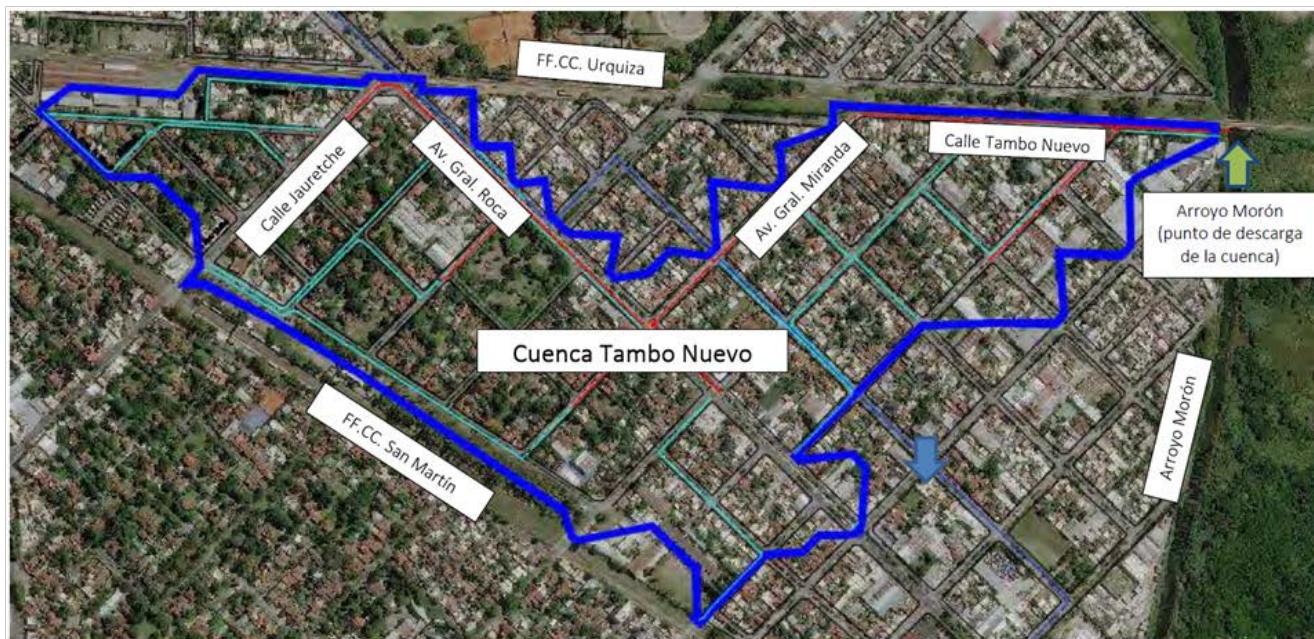 FF.CC. Urquiza
Calle Jauretche
Av. Gral. Roca
Av. Gral. Miranda
Calle Tambo Nuevo
Arroyo Morón
(punto de descarga
de la cuenca)
Cuenca Tambo Nuevo
FF.CC. San Martín
Arroyo Morón